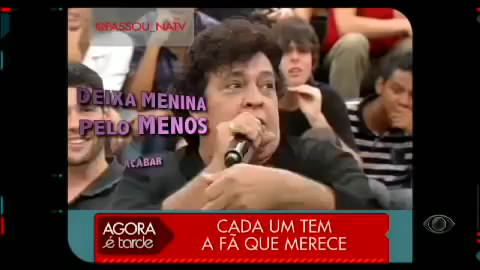 @PASSOU_NATV
DEIXA MENINA
PELO MENOS
ACABAR
AGORA
é tarde
CADA UM TEM
A FÃ QUE MERECE